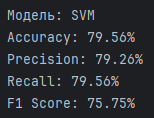 Модель: SVM
Accuracy: 79.56%
Precision: 79.26%
Recall: 79.56%
F1 Score: 75.75%